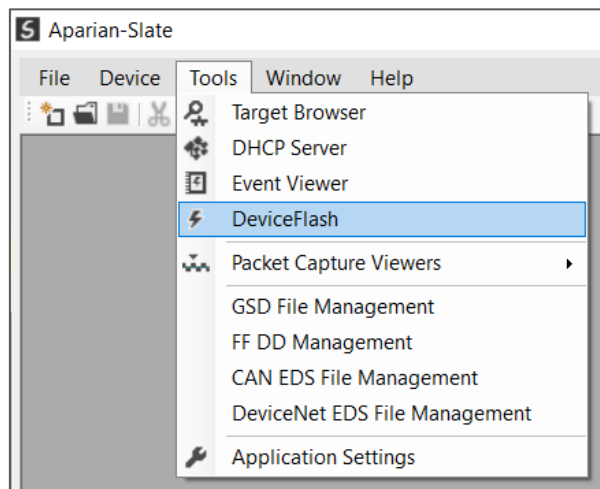 Aparian-Slate
File Device Tools Window Help
Target Browser
DHCP Server
Event Viewer
DeviceFlash
Packet Capture Viewers
GSD File Management
FF DD Management
CAN EDS File Management
DeviceNet EDS File Management
Application Settings